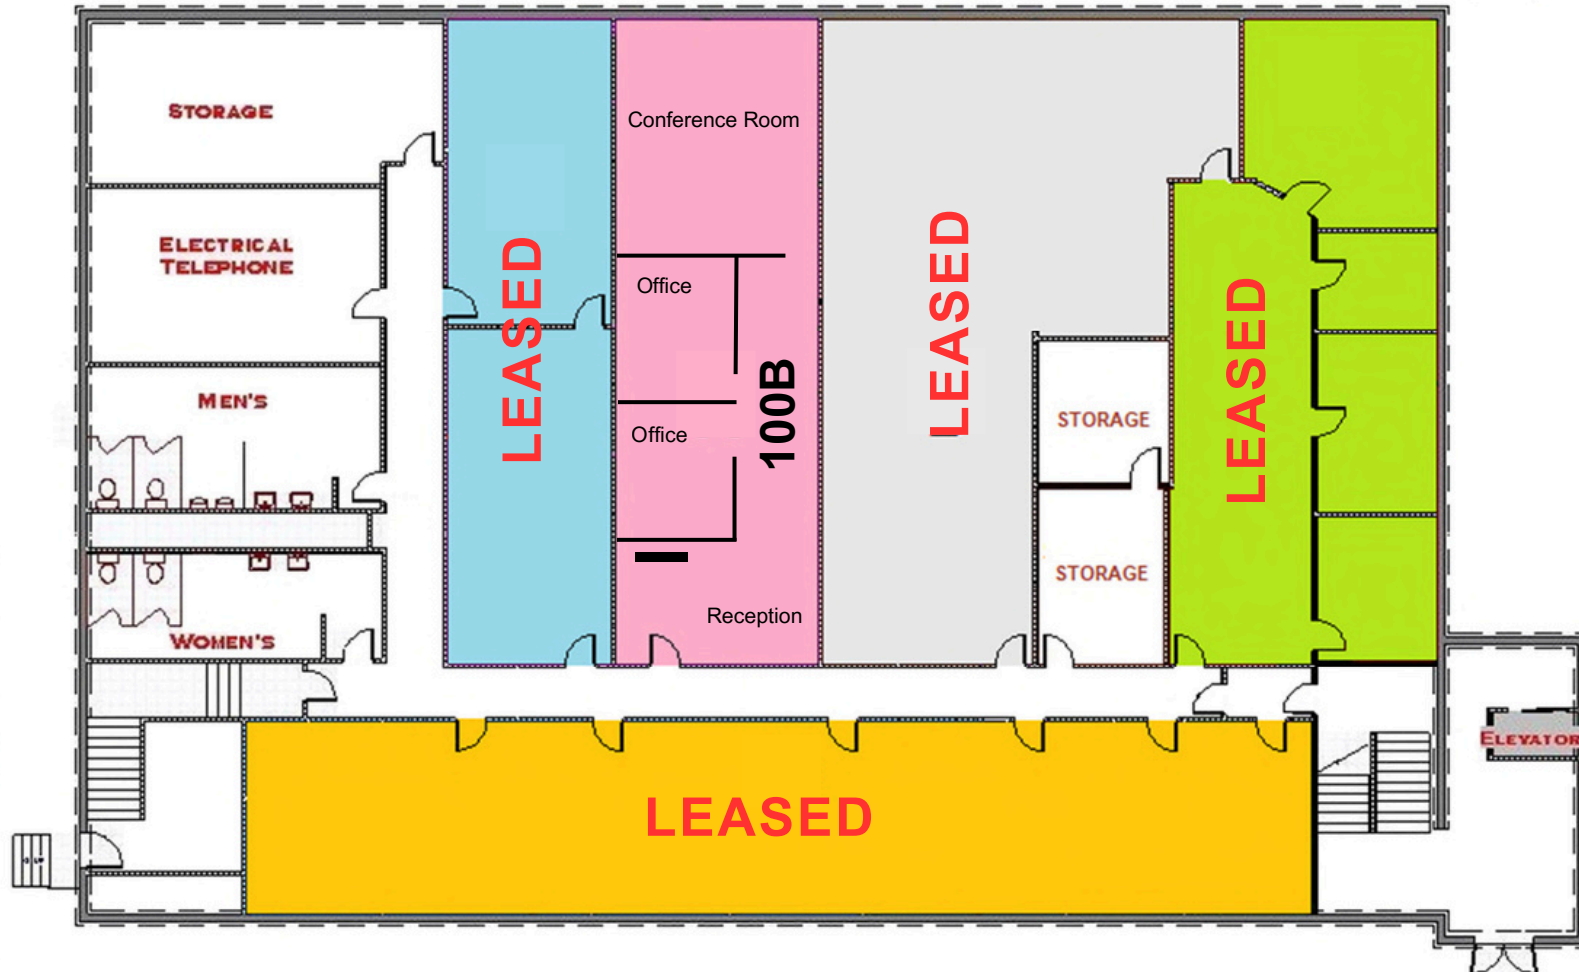 STORAGE
ELECTRICAL
TELEPHONE
MEN'S
WOMEN'S
LEASED
Conference Room
Office
Office
100B
Reception
LEASED
STORAGE
STORAGE
LEASED
LEASED
ELEVATOR